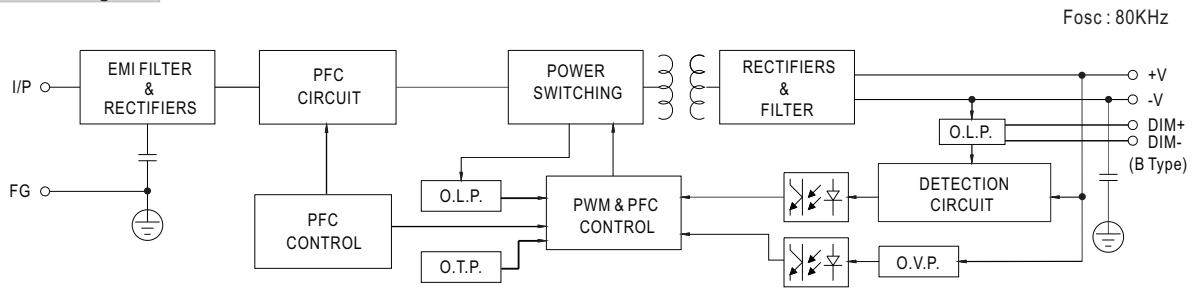 Fosc : 80KHz
I/P
EMI FILTER
&
RECTIFIERS
PFC
CIRCUIT
POWER
SWITCHING
RECTIFIERS
&
FILTER
+V
-V
DIM+
DIM-
(B Type)
O.L.P.
FG
PFC
CONTROL
O.L.P.
O.T.P.
PWM & PFC
CONTROL
DETECTION
CIRCUIT
O.V.P.